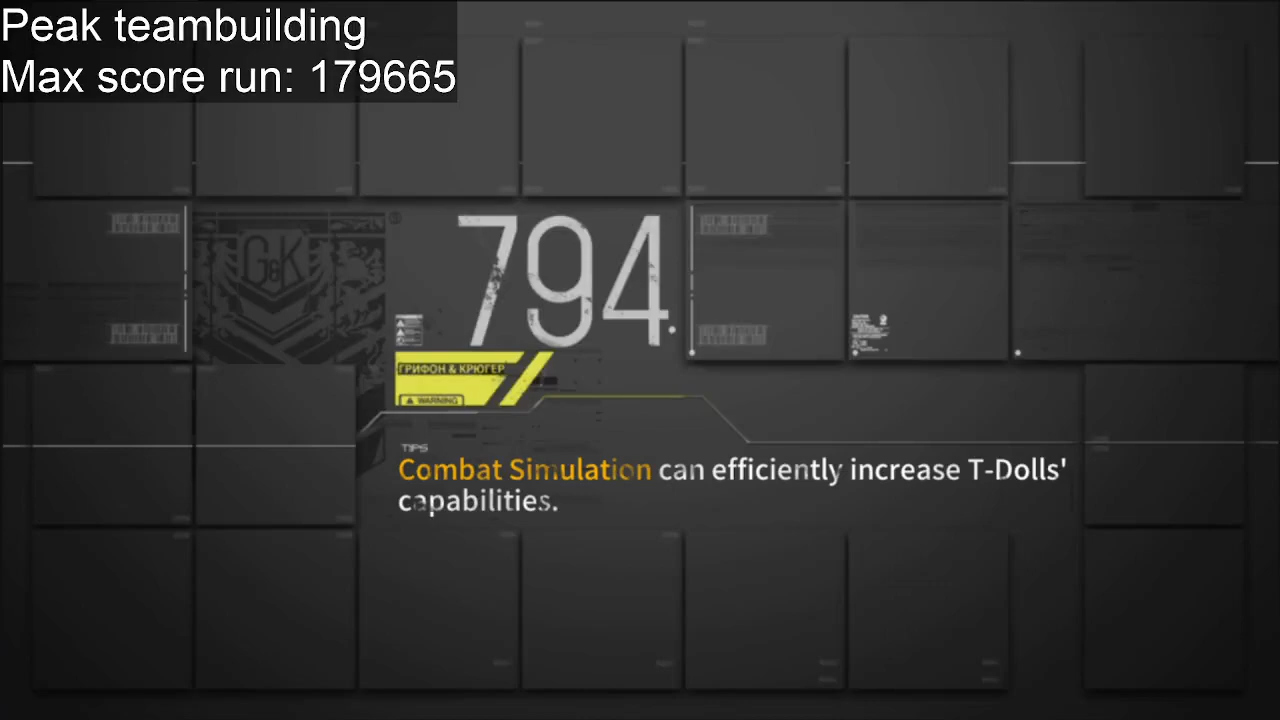 Peak teambuilding
Max score run: 179665
G&K
794.
ГРИФОН & КРЮГЕР
WARNING
TIPS
Combat Simulation can efficiently increase T-Dolls'
capabilities.